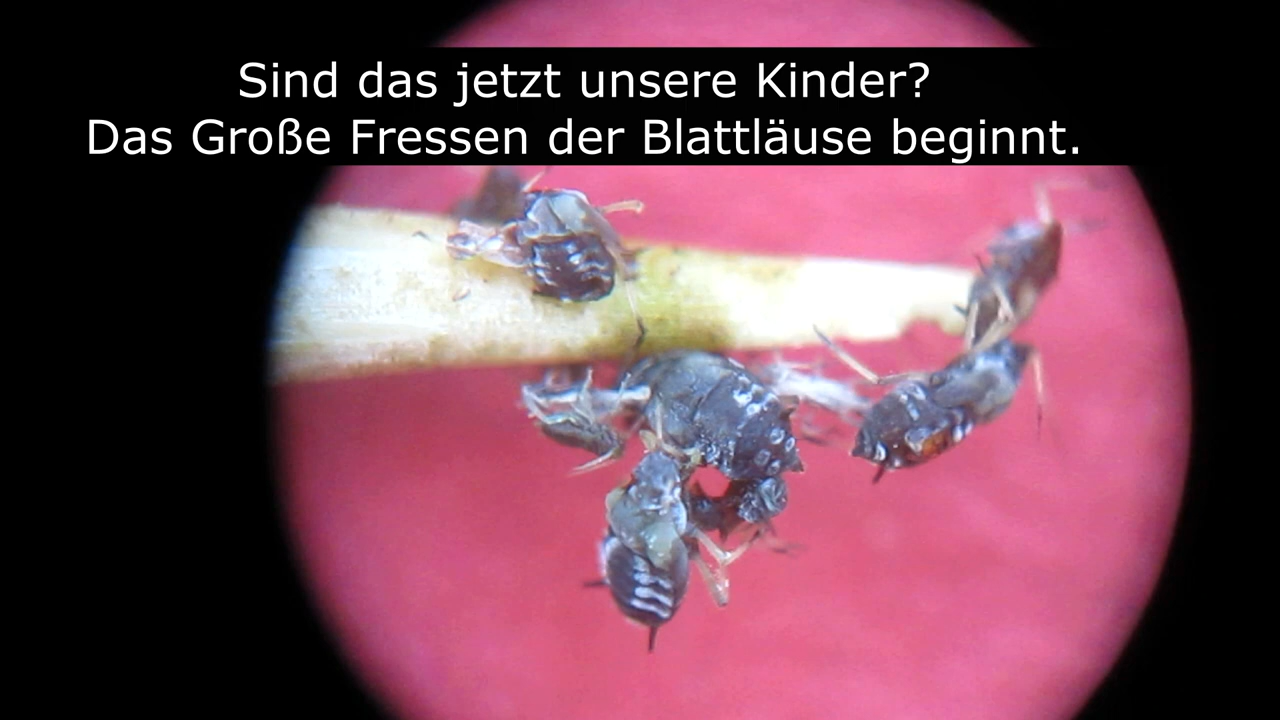 Sind das jetzt unsere Kinder?
Das Große Fressen der Blattläuse beginnt.